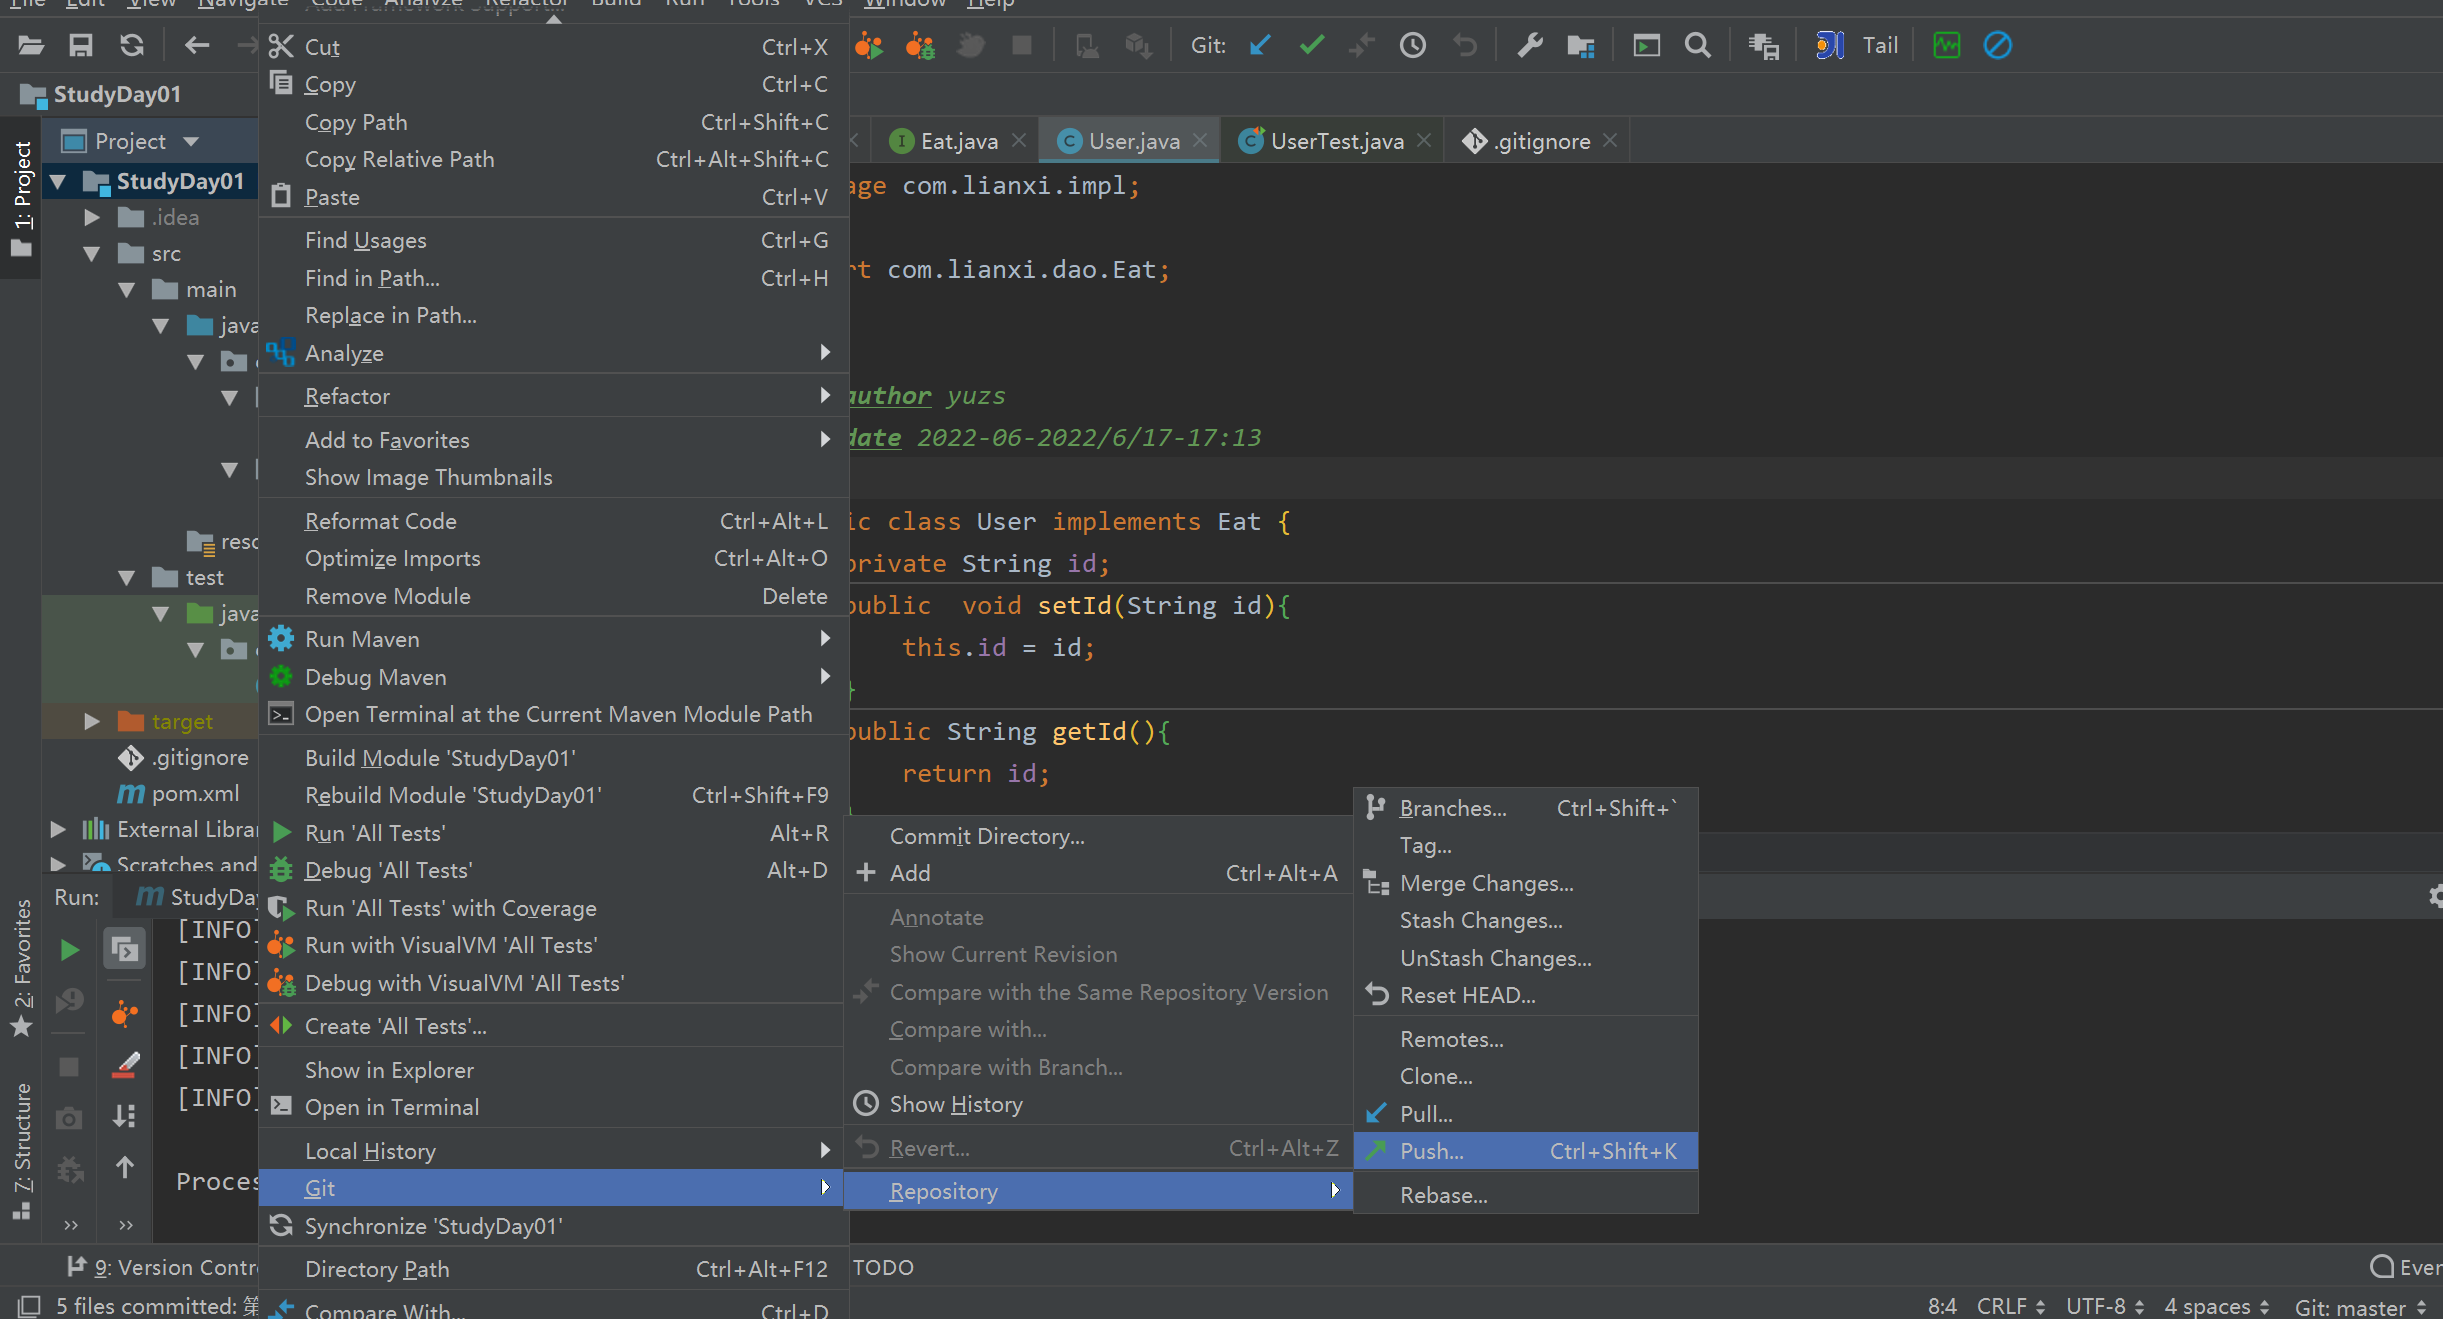 File Edit View Navigate Code Analyze Refactor Build Run Tools VCS Window Help
Add Framework Support...
Git:
Tail
StudyDay01
1: Project
Project
Eat.java
User.java
UserTest.java
.gitignore
StudyDay01
.idea
src
main
java
resc
test
java
target
.gitignore
pom.xml
External Librar
Scratches and
Cut Ctrl+X
Copy Ctrl+C
Copy Path Ctrl+Shift+C
Copy Relative Path Ctrl+Alt+Shift+C
Paste Ctrl+V
Find Usages Ctrl+G
Find in Path... Ctrl+H
Replace in Path...
Analyze
Refactor
Add to Favorites
Show Image Thumbnails
Reformat Code Ctrl+Alt+L
Optimize Imports Ctrl+Alt+O
Remove Module Delete
Run Maven
Debug Maven
Open Terminal at the Current Maven Module Path
Build Module 'StudyDay01'
Rebuild Module 'StudyDay01' Ctrl+Shift+F9
Run 'All Tests' Alt+R
Debug 'All Tests' Alt+D
Run 'All Tests' with Coverage
Run with VisualVM 'All Tests'
Debug with VisualVM 'All Tests'
Create 'All Tests'...
Show in Explorer
Open in Terminal
Local History
Git
Synchronize 'StudyDay01'
Directory Path Ctrl+Alt+F12
Compare With... Ctrl+D
age com.lianxi.impl;
rt com.lianxi.dao.Eat;
author yuzs
date 2022-06-2022/6/17-17:13
ic class User implements Eat {
private String id;
public void setId(String id){
this.id = id;
}
public String getId(){
return id;
}
Commit Directory...
Add Ctrl+Alt+A
Annotate
Show Current Revision
Compare with the Same Repository Version
Compare with...
Compare with Branch...
Show History
Revert... Ctrl+Alt+Z
Repository
Branches... Ctrl+Shift+`
Tag...
Merge Changes...
Stash Changes...
UnStash Changes...
Reset HEAD...
Remotes...
Clone...
Pull...
Push... Ctrl+Shift+K
Rebase...
2: Favorites
7: Structure
Run: StudyDay
[INFO]
[INFO]
[INFO]
[INFO]
[INFO]
Proces
9: Version Contr
TODO
Even
5 files committed: 第
8:4 CRLF UTF-8 4 spaces Git: master